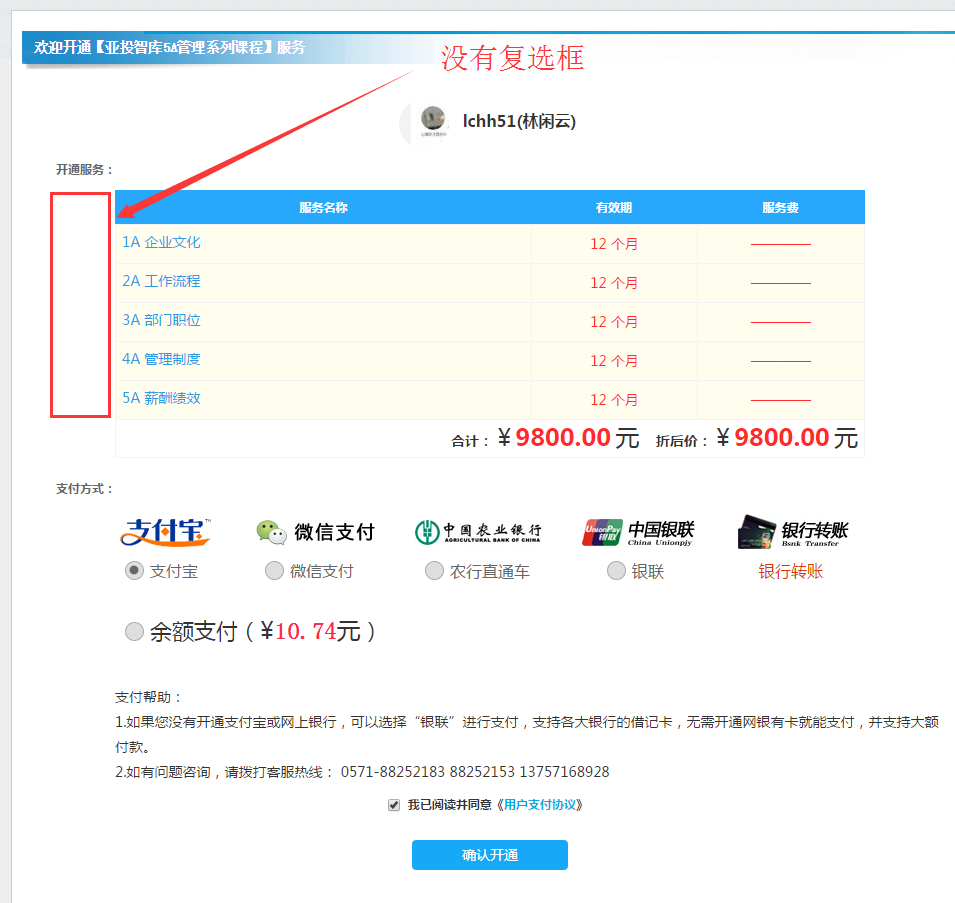 欢迎开通【亚投智库5A管理系列课程】服务
没有复选框
lchh51(林闲云)
开通服务：
服务名称 有效期 服务费
1A 企业文化 12 个月 ————
2A 工作流程 12 个月 ————
3A 部门职位 12 个月 ————
4A 管理制度 12 个月 ————
5A 薪酬绩效 12 个月 ————
合计：￥9800.00元 折后价：￥9800.00元
支付方式：
支付宝™ 微信支付 中国农业银行 UnionPay 银联 中国银联 银行转账
AGRICULTURAL BANK OF CHINA China Unionpjy Bank Transfer
支付宝 微信支付 农行直通车 银联 银行转账
余额支付（￥10.74元）
支付帮助：
1.如果您没有开通支付宝或网上银行，可以选择“银联”进行支付，支持各大银行的借记卡，无需开通网银有卡就能支付，并支持大额
付款。
2.如有问题咨询，请拨打客服热线： 0571-88252183 88252153 13757168928
我已阅读并同意《用户支付协议》
确认开通